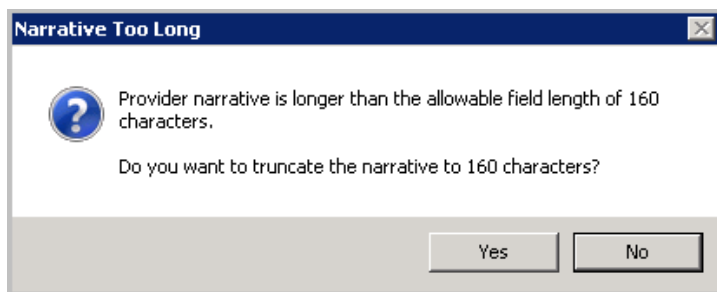 Narrative Too Long
Provider narrative is longer than the allowable field length of 160
characters.
Do you want to truncate the narrative to 160 characters?
Yes No